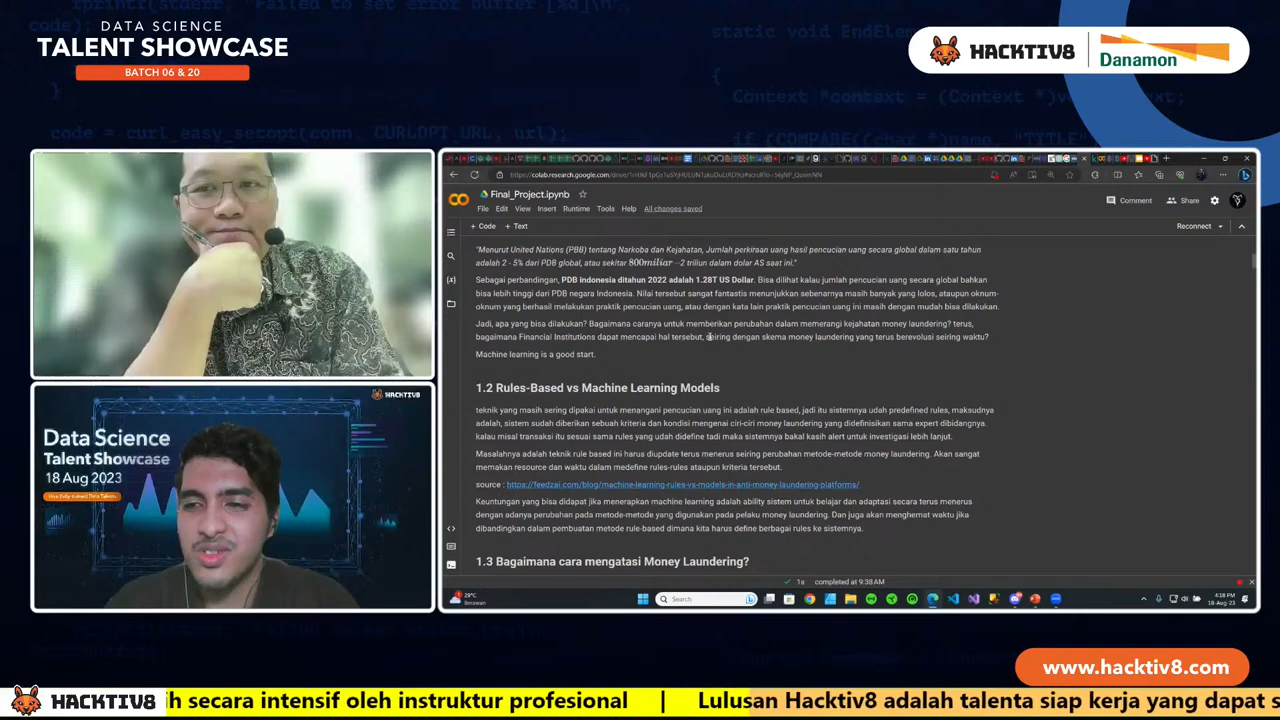 DATA SCIENCE
TALENT SHOWCASE
BATCH 06 & 20
HACKTIV8
Danamon
Data Science
Talent Showcase
18 Aug 2023
HACKTIV8
Final_Project.ipynb
File Edit View Insert Runtime Tools Help All changes saved
Comment Share
+ Code + Text
Reconnect
"Menurut United Nations (PBB) tentang Narkoba dan Kejahatan, Jumlah perkiraan uang hasil pencucian uang secara global dalam satu tahun
adalah 2 - 5% dari PDB global, atau sekitar 800miliar−2 triliun dalam dolar AS saat ini."
Sebagai perbandingan, PDB indonesia ditahun 2022 adalah 1.28T US Dollar. Bisa dilihat kalau jumlah pencucian uang secara global bahkan
bisa lebih tinggi dari PDB negara Indonesia. Nilai tersebut sangat fantastis menunjukkan sebenarnya masih banyak yang lolos, ataupun oknum-
oknum yang berhasil melakukan praktik pencucian uang, atau dengan kata lain praktik pencucian uang ini masih dengan mudah bisa dilakukan.
Jadi, apa yang bisa dilakukan? Bagaimana caranya untuk memberikan perubahan dalam memerangi kejahatan money laundering? terus,
bagaimana Financial Institutions dapat mencapai hal tersebut, seiring dengan skema money laundering yang terus berevolusi seiring waktu?
Machine learning is a good start.
1.2 Rules-Based vs Machine Learning Models
teknik yang masih sering dipakai untuk menangani pencucian uang ini adalah rule based, jadi itu sistemnya udah predefined rules, maksudnya
adalah, sistem sudah diberikan sebuah kriteria dan kondisi mengenai ciri-ciri money laundering yang didefinisikan sama expert dibidangnya.
kalau misal transaksi itu sesuai sama rules yang udah didefine tadi maka sistemnya bakal kasih alert untuk investigasi lebih lanjut.
Masalahnya adalah teknik rule based ini harus diupdate terus menerus seiring perubahan metode-metode money laundering. Akan sangat
memakan resource dan waktu dalam medefine rules-rules ataupun kriteria tersebut.
source : https://feedzai.com/blog/machine-learning-rules-vs-models-in-anti-money-laundering-platforms/
Keuntungan yang bisa didapat jika menerapkan machine learning adalah ability sistem untuk belajar dan adaptasi secara terus menerus
dengan adanya perubahan pada metode-metode yang digunakan pada pelaku money laundering. Dan juga akan menghemat waktu jika
dibandingkan dalam pembuatan metode rule-based dimana kita harus define berbagai rules ke sistemnya.
1.3 Bagaimana cara mengatasi Money Laundering?
1s completed at 9:38 AM
29°C
Berawan
Search
4:18 PM
18-Aug-23
www.hacktiv8.com
HACKTIV8
ih secara intensif oleh instruktur profesional | Lulusan Hacktiv8 adalah talenta siap kerja yang dapat s